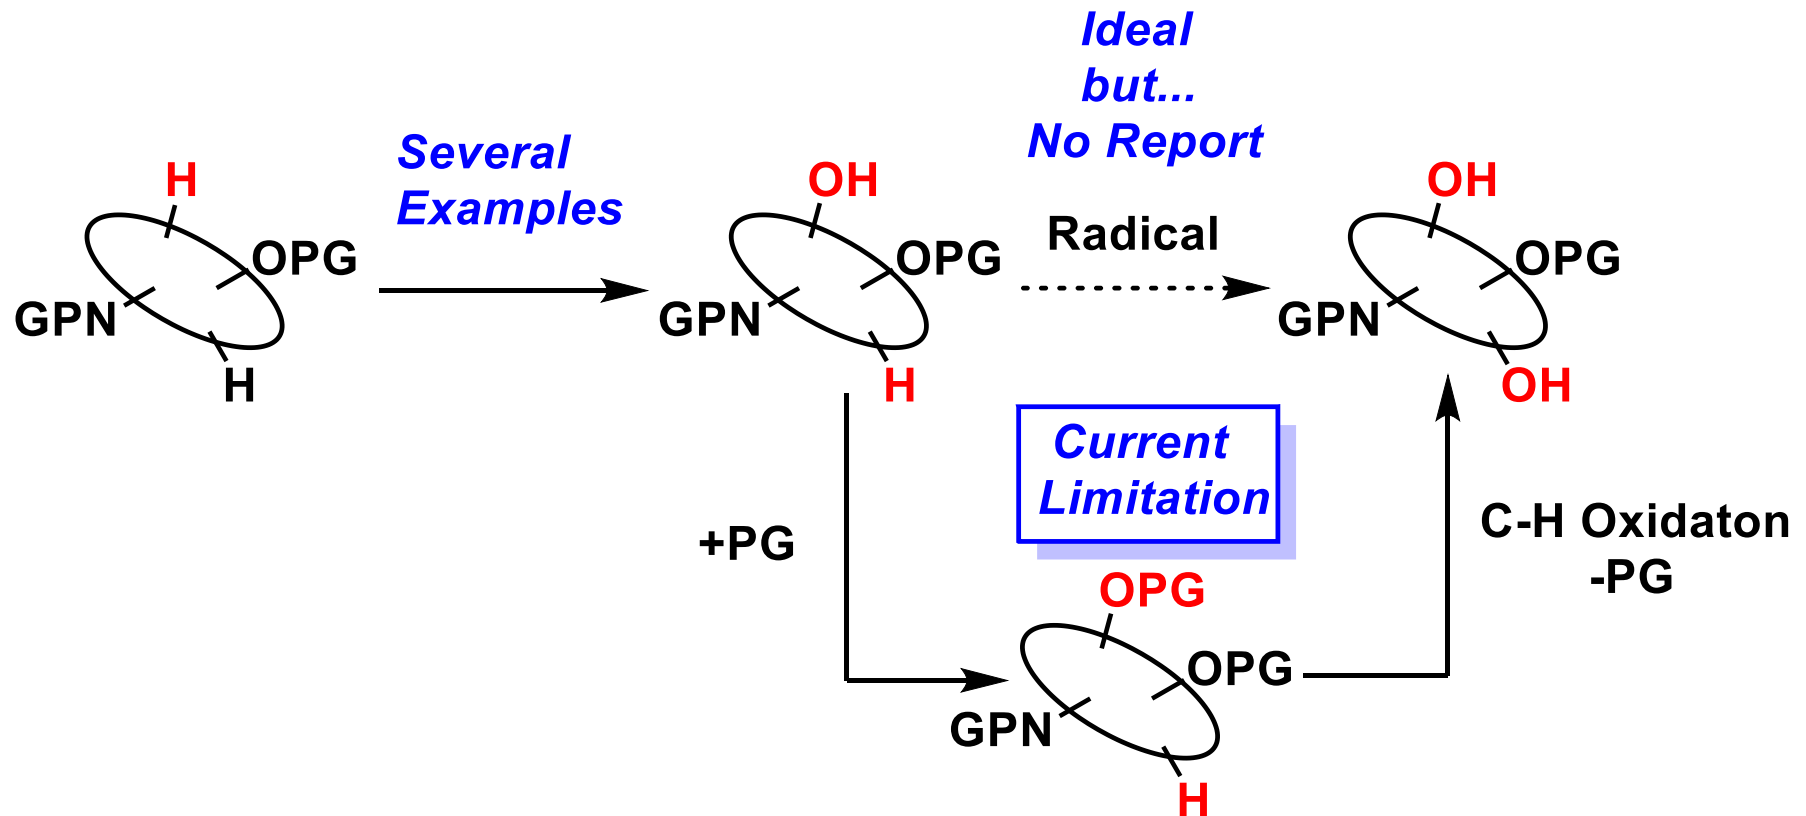 H
OPG
GPN
H
Several
Examples
OH
OPG
GPN
H
Ideal
but...
No Report
Radical
OH
OPG
GPN
OH
+PG
Current
Limitation
OPG
OPG
GPN
H
C-H Oxidaton
-PG